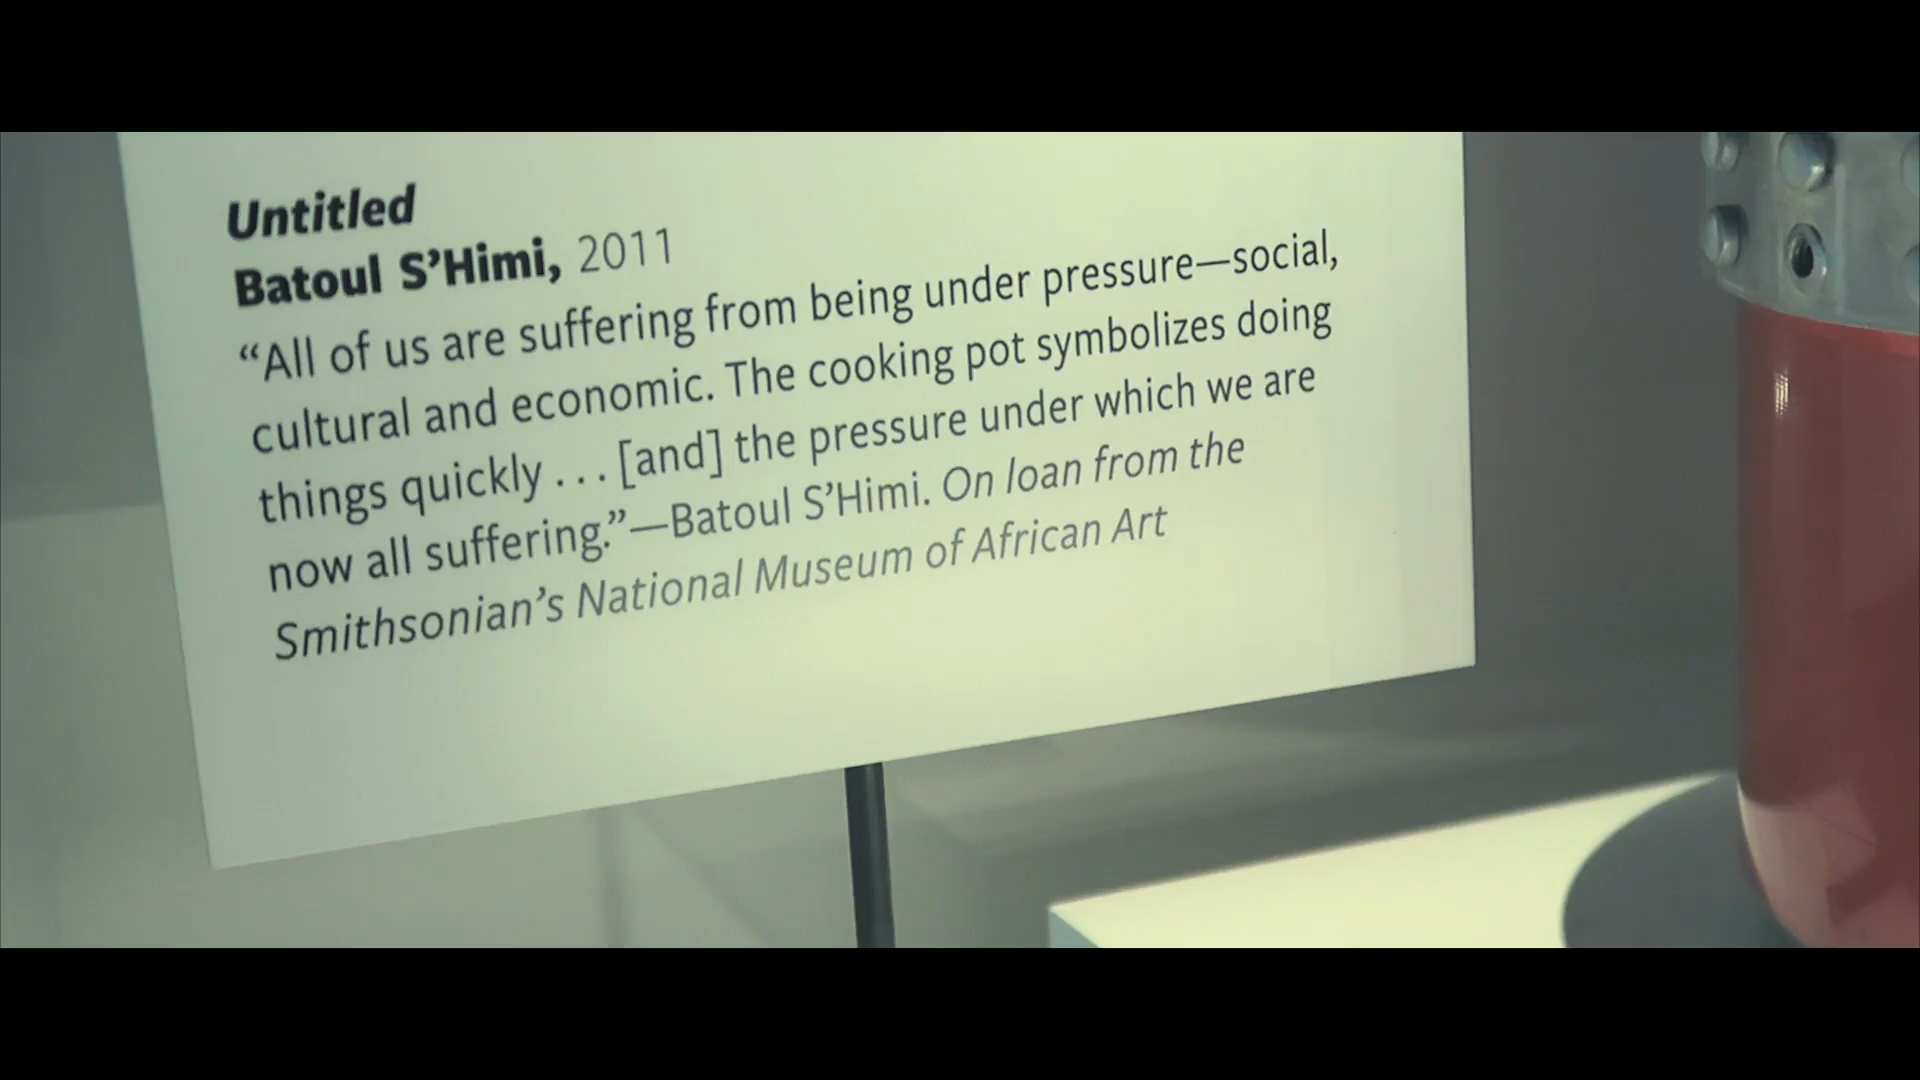 Untitled
Batoul S’Himi, 2011
“All of us are suffering from being under pressure—social,
cultural and economic. The cooking pot symbolizes doing
things quickly . . . [and] the pressure under which we are
now all suffering.”—Batoul S’Himi. On loan from the
Smithsonian’s National Museum of African Art